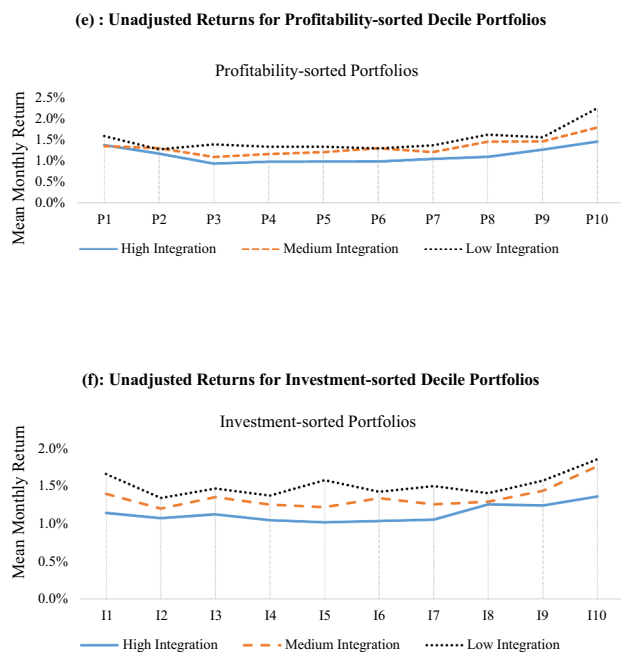 (e) : Unadjusted Returns for Profitability-sorted Decile Portfolios
Profitability-sorted Portfolios
Mean Monthly Return
2.5%
2.0%
1.5%
1.0%
0.5%
0.0%
P1 P2 P3 P4 P5 P6 P7 P8 P9 P10
High Integration Medium Integration Low Integration
(f): Unadjusted Returns for Investment-sorted Decile Portfolios
Investment-sorted Portfolios
Mean Monthly Return
2.0%
1.5%
1.0%
0.5%
0.0%
I1 I2 I3 I4 I5 I6 I7 I8 I9 I10
High Integration Medium Integration Low Integration